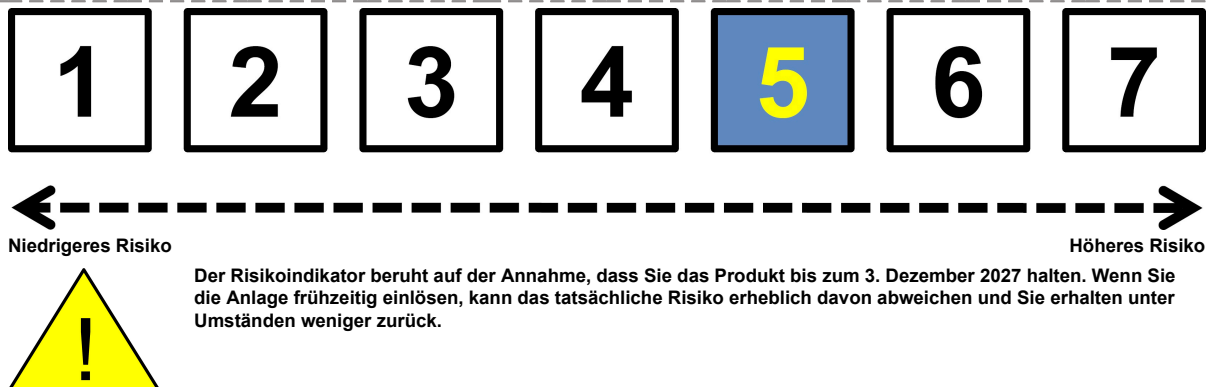 1 2 3 4 5 6 7
Niedrigeres Risiko Höheres Risiko
Der Risikoindikator beruht auf der Annahme, dass Sie das Produkt bis zum 3. Dezember 2027 halten. Wenn Sie
die Anlage frühzeitig einlösen, kann das tatsächliche Risiko erheblich davon abweichen und Sie erhalten unter
Umständen weniger zurück.
!